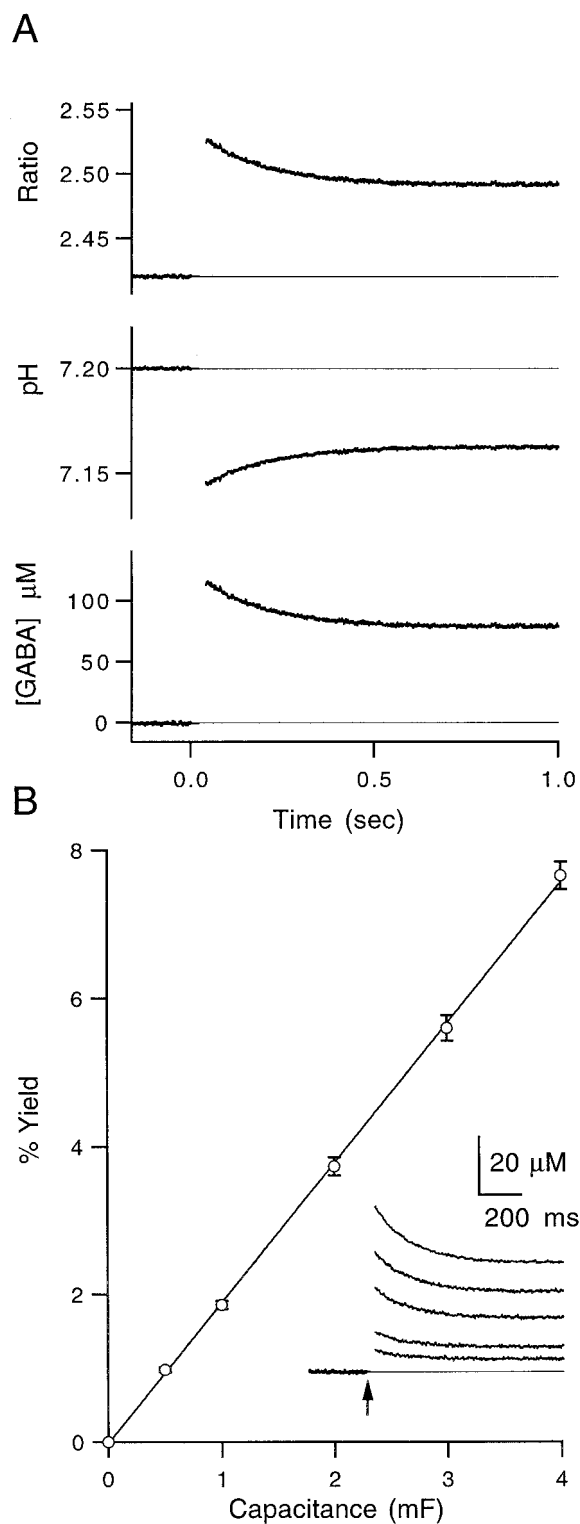 A
2.55
2.50
2.45
Ratio
7.20
7.15
pH
100
50
0
[GABA] μM
0.0 0.5 1.0
Time (sec)
B
8
6
4
2
0
% Yield
20 μM
200 ms
0 1 2 3 4
Capacitance (mF)